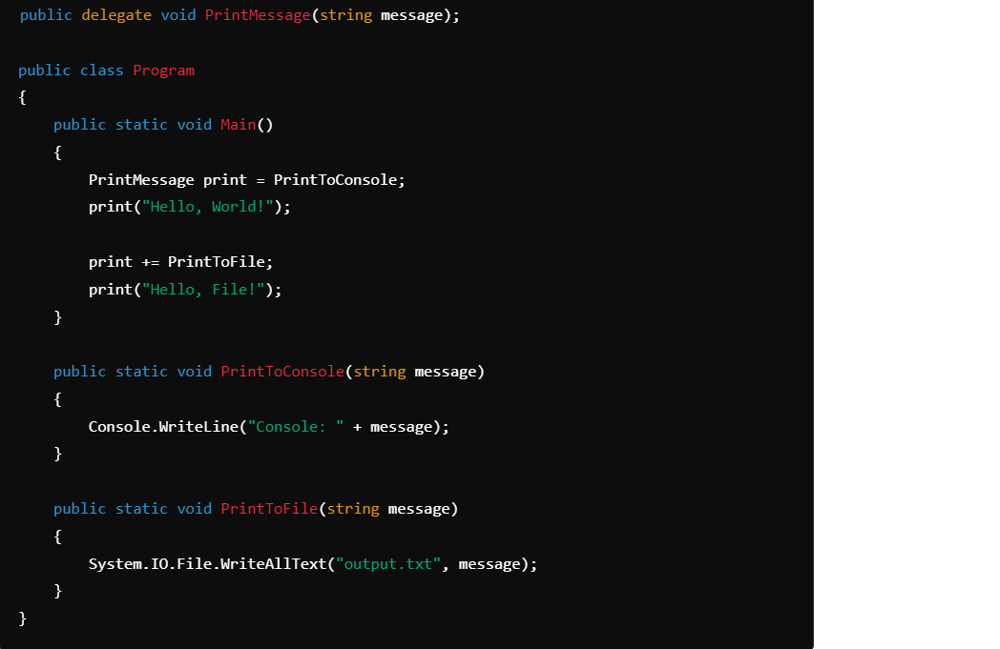 public delegate void PrintMessage(string message);
public class Program
{
    public static void Main()
    {
        PrintMessage print = PrintToConsole;
        print("Hello, World!");
        print += PrintToFile;
        print("Hello, File!");
    }
    public static void PrintToConsole(string message)
    {
        Console.WriteLine("Console: " + message);
    }
    public static void PrintToFile(string message)
    {
        System.IO.File.WriteAllText("output.txt", message);
    }
}